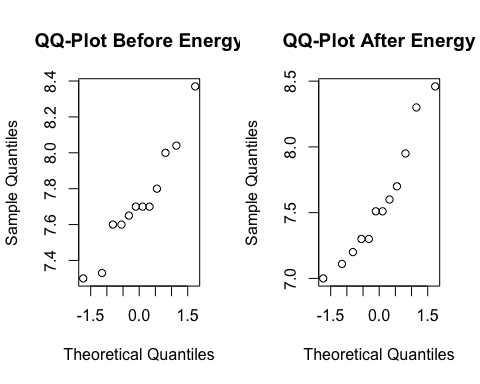 QQ-Plot Before Energy
Sample Quantiles
8.4
8.2
8.0
7.8
7.6
7.4
-1.5 0.0 1.5
Theoretical Quantiles
QQ-Plot After Energy
Sample Quantiles
8.5
8.0
7.5
7.0
-1.5 0.0 1.5
Theoretical Quantiles